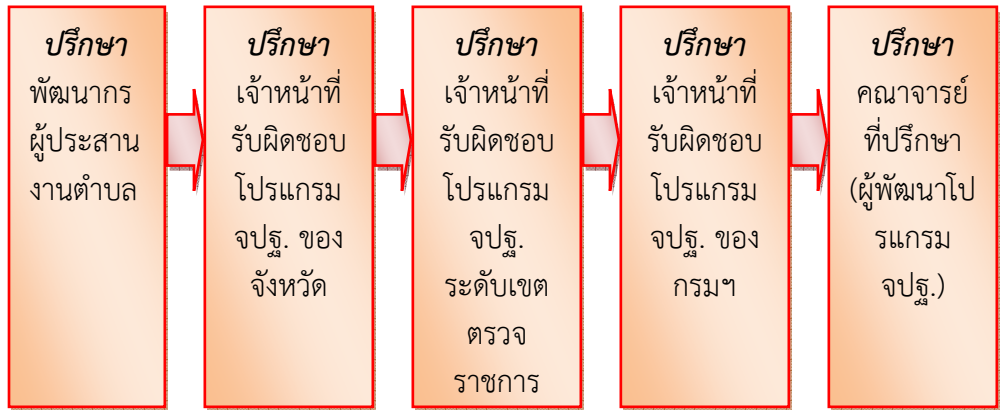 ปรึกษา
พัฒนากร
ผู้ประสาน
งานตำบล
ปรึกษา
เจ้าหน้าที่
รับผิดชอบ
โปรแกรม
จปฐ. ของ
จังหวัด
ปรึกษา
เจ้าหน้าที่
รับผิดชอบ
โปรแกรม
จปฐ.
ระดับเขต
ตรวจ
ราชการ
ปรึกษา
เจ้าหน้าที่
รับผิดชอบ
โปรแกรม
จปฐ. ของ
กรมฯ
ปรึกษา
คณาจารย์
ที่ปรึกษา
(ผู้พัฒนาโป
รแกรม
จปฐ.)